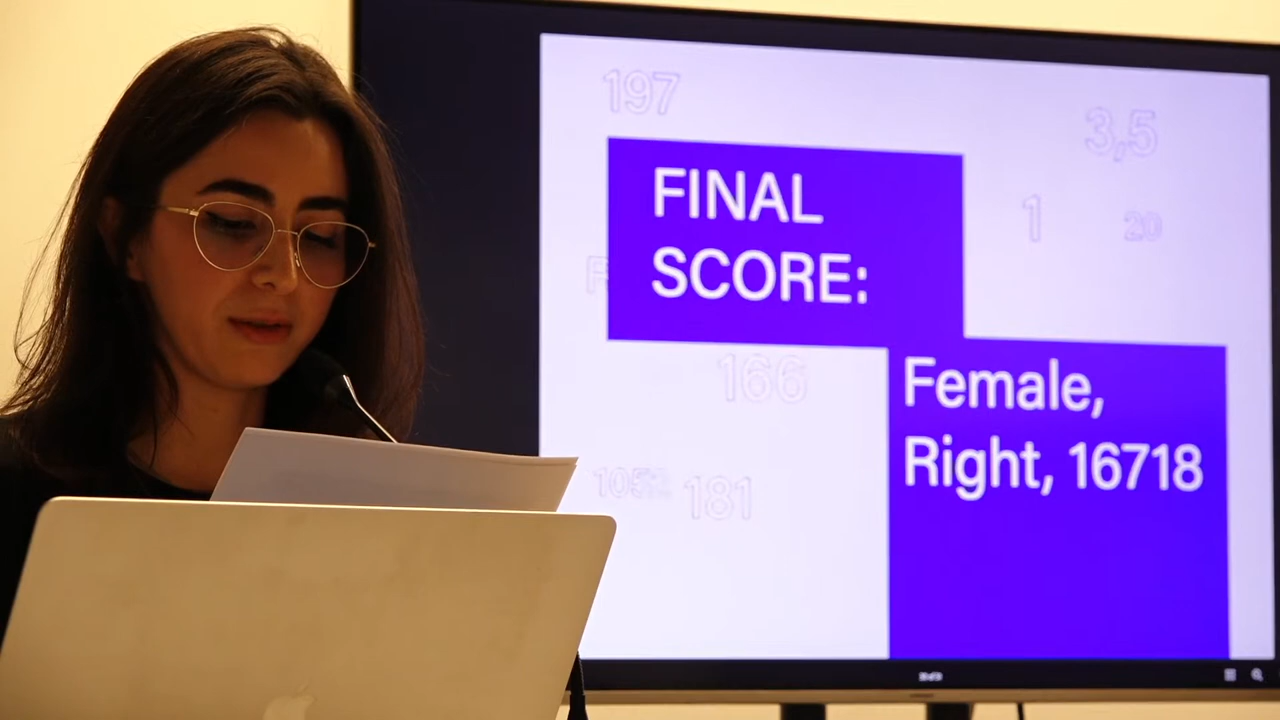 197
3,5
FINAL
SCORE:
1
20
F
166
Female,
Right, 16718
181